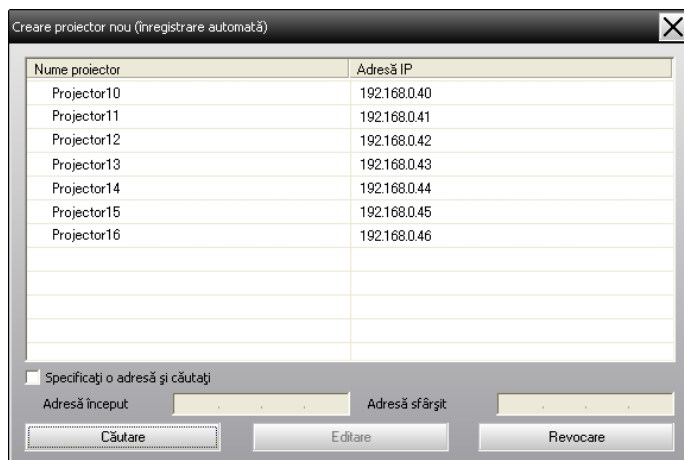 Creare proiector nou (înregistrare automată)
Nume proiector Adresă IP
Projector10 192.168.0.40
Projector11 192.168.0.41
Projector12 192.168.0.42
Projector13 192.168.0.43
Projector14 192.168.0.44
Projector15 192.168.0.45
Projector16 192.168.0.46
Specificaţi o adresă şi căutaţi
Adresă început . . . Adresă sfârşit . . .
Căutare Editare Revocare